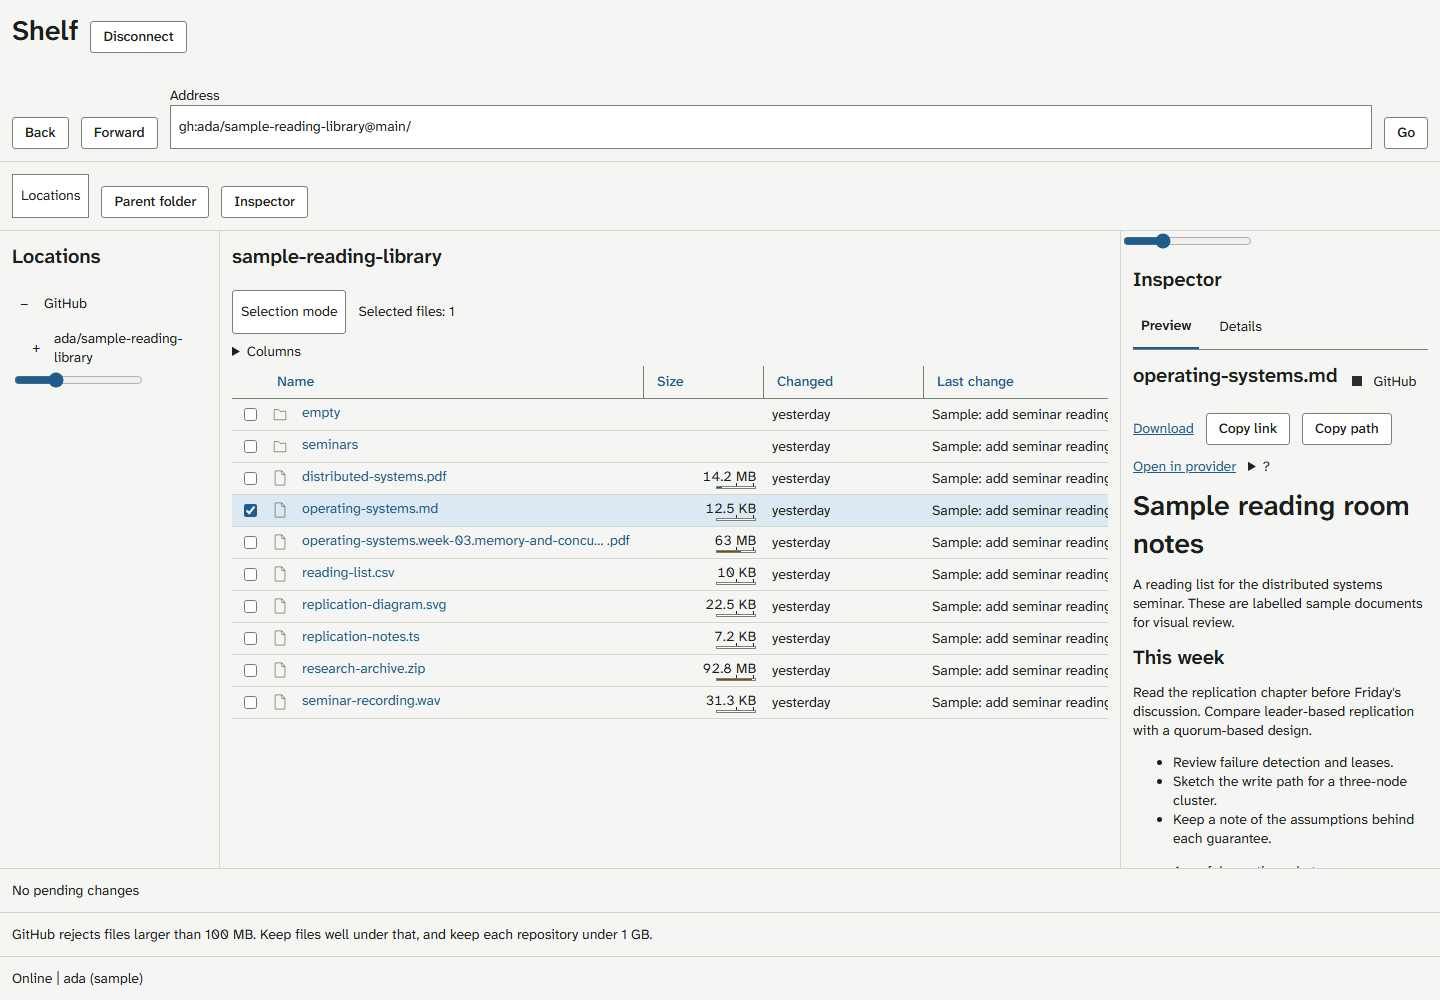 Shelf
Disconnect
Address
Back
Forward
gh:ada/sample-reading-library@main/
Go
Locations
Parent folder
Inspector
Locations
– GitHub
+ ada/sample-reading-
library
sample-reading-library
Selection mode
Selected files: 1
Columns
Name Size Changed Last change
empty yesterday Sample: add seminar reading
seminars yesterday Sample: add seminar reading
distributed-systems.pdf 14.2 MB yesterday Sample: add seminar reading
operating-systems.md 12.5 KB yesterday Sample: add seminar reading
operating-systems.week-03.memory-and-concu... .pdf 63 MB yesterday Sample: add seminar reading
reading-list.csv 10 KB yesterday Sample: add seminar reading
replication-diagram.svg 22.5 KB yesterday Sample: add seminar reading
replication-notes.ts 7.2 KB yesterday Sample: add seminar reading
research-archive.zip 92.8 MB yesterday Sample: add seminar reading
seminar-recording.wav 31.3 KB yesterday Sample: add seminar reading
Inspector
Preview Details
operating-systems.md GitHub
Download Copy link Copy path
Open in provider ?
Sample reading room
notes
A reading list for the distributed systems
seminar. These are labelled sample documents
for visual review.
This week
Read the replication chapter before Friday's
discussion. Compare leader-based replication
with a quorum-based design.
• Review failure detection and leases.
• Sketch the write path for a three-node
cluster.
• Keep a note of the assumptions behind
each guarantee.
No pending changes
GitHub rejects files larger than 100 MB. Keep files well under that, and keep each repository under 1 GB.
Online | ada (sample)